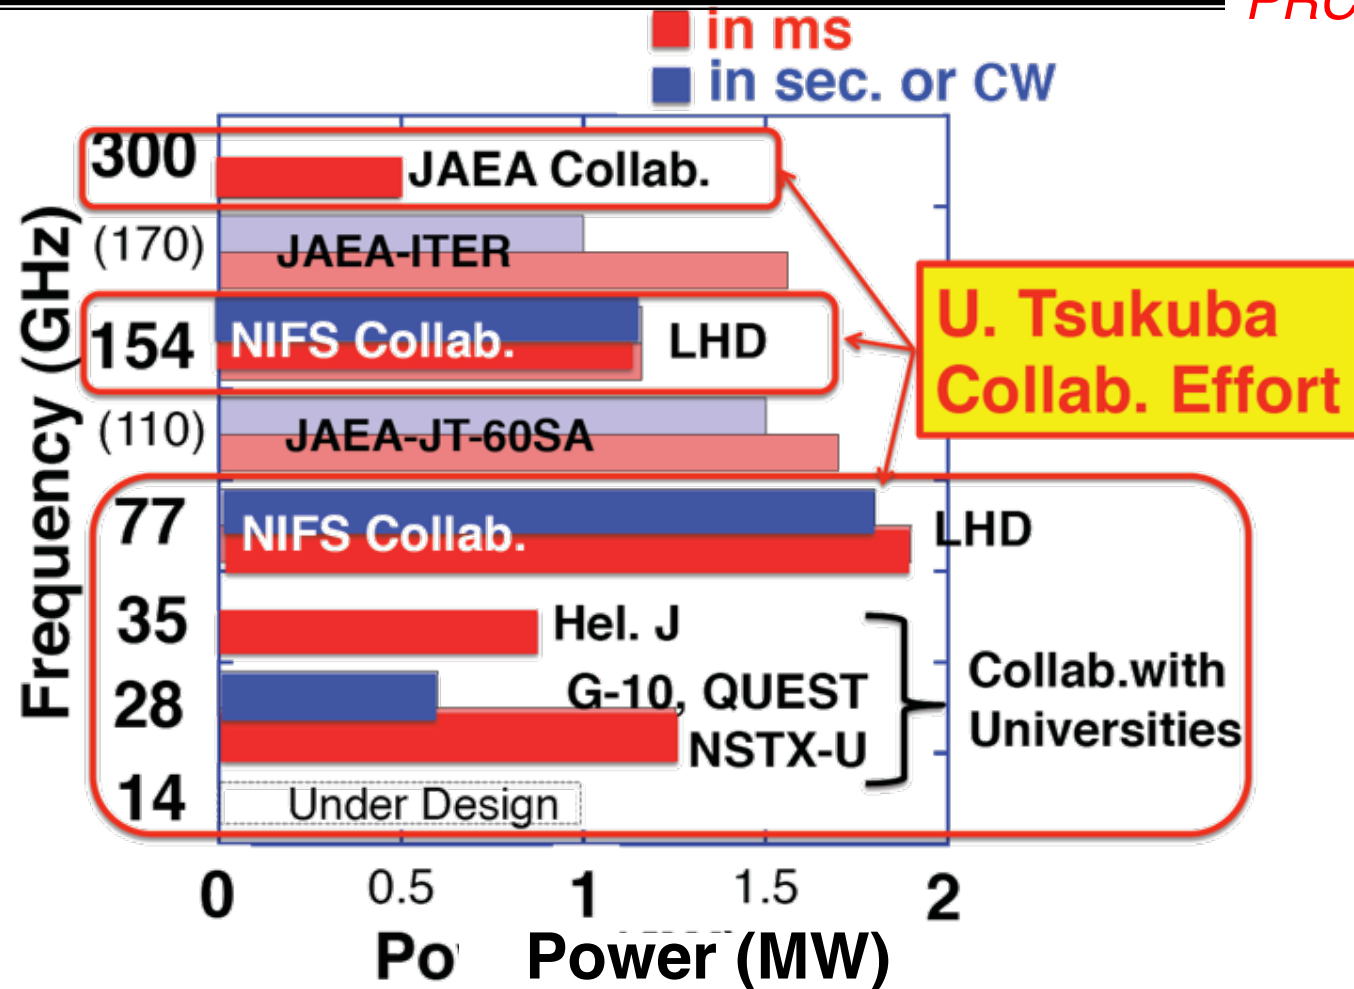 in ms
in sec. or CW
300
JAEA Collab.
(170)
JAEA-ITER
154
NIFS Collab.
LHD
U. Tsukuba
Collab. Effort
(110)
JAEA-JT-60SA
77
NIFS Collab.
LHD
35
Hel. J
28
G-10, QUEST
NSTX-U
Collab.with
Universities
14
Under Design
Frequency (GHz)
0
0.5
1
1.5
2
Power (MW)